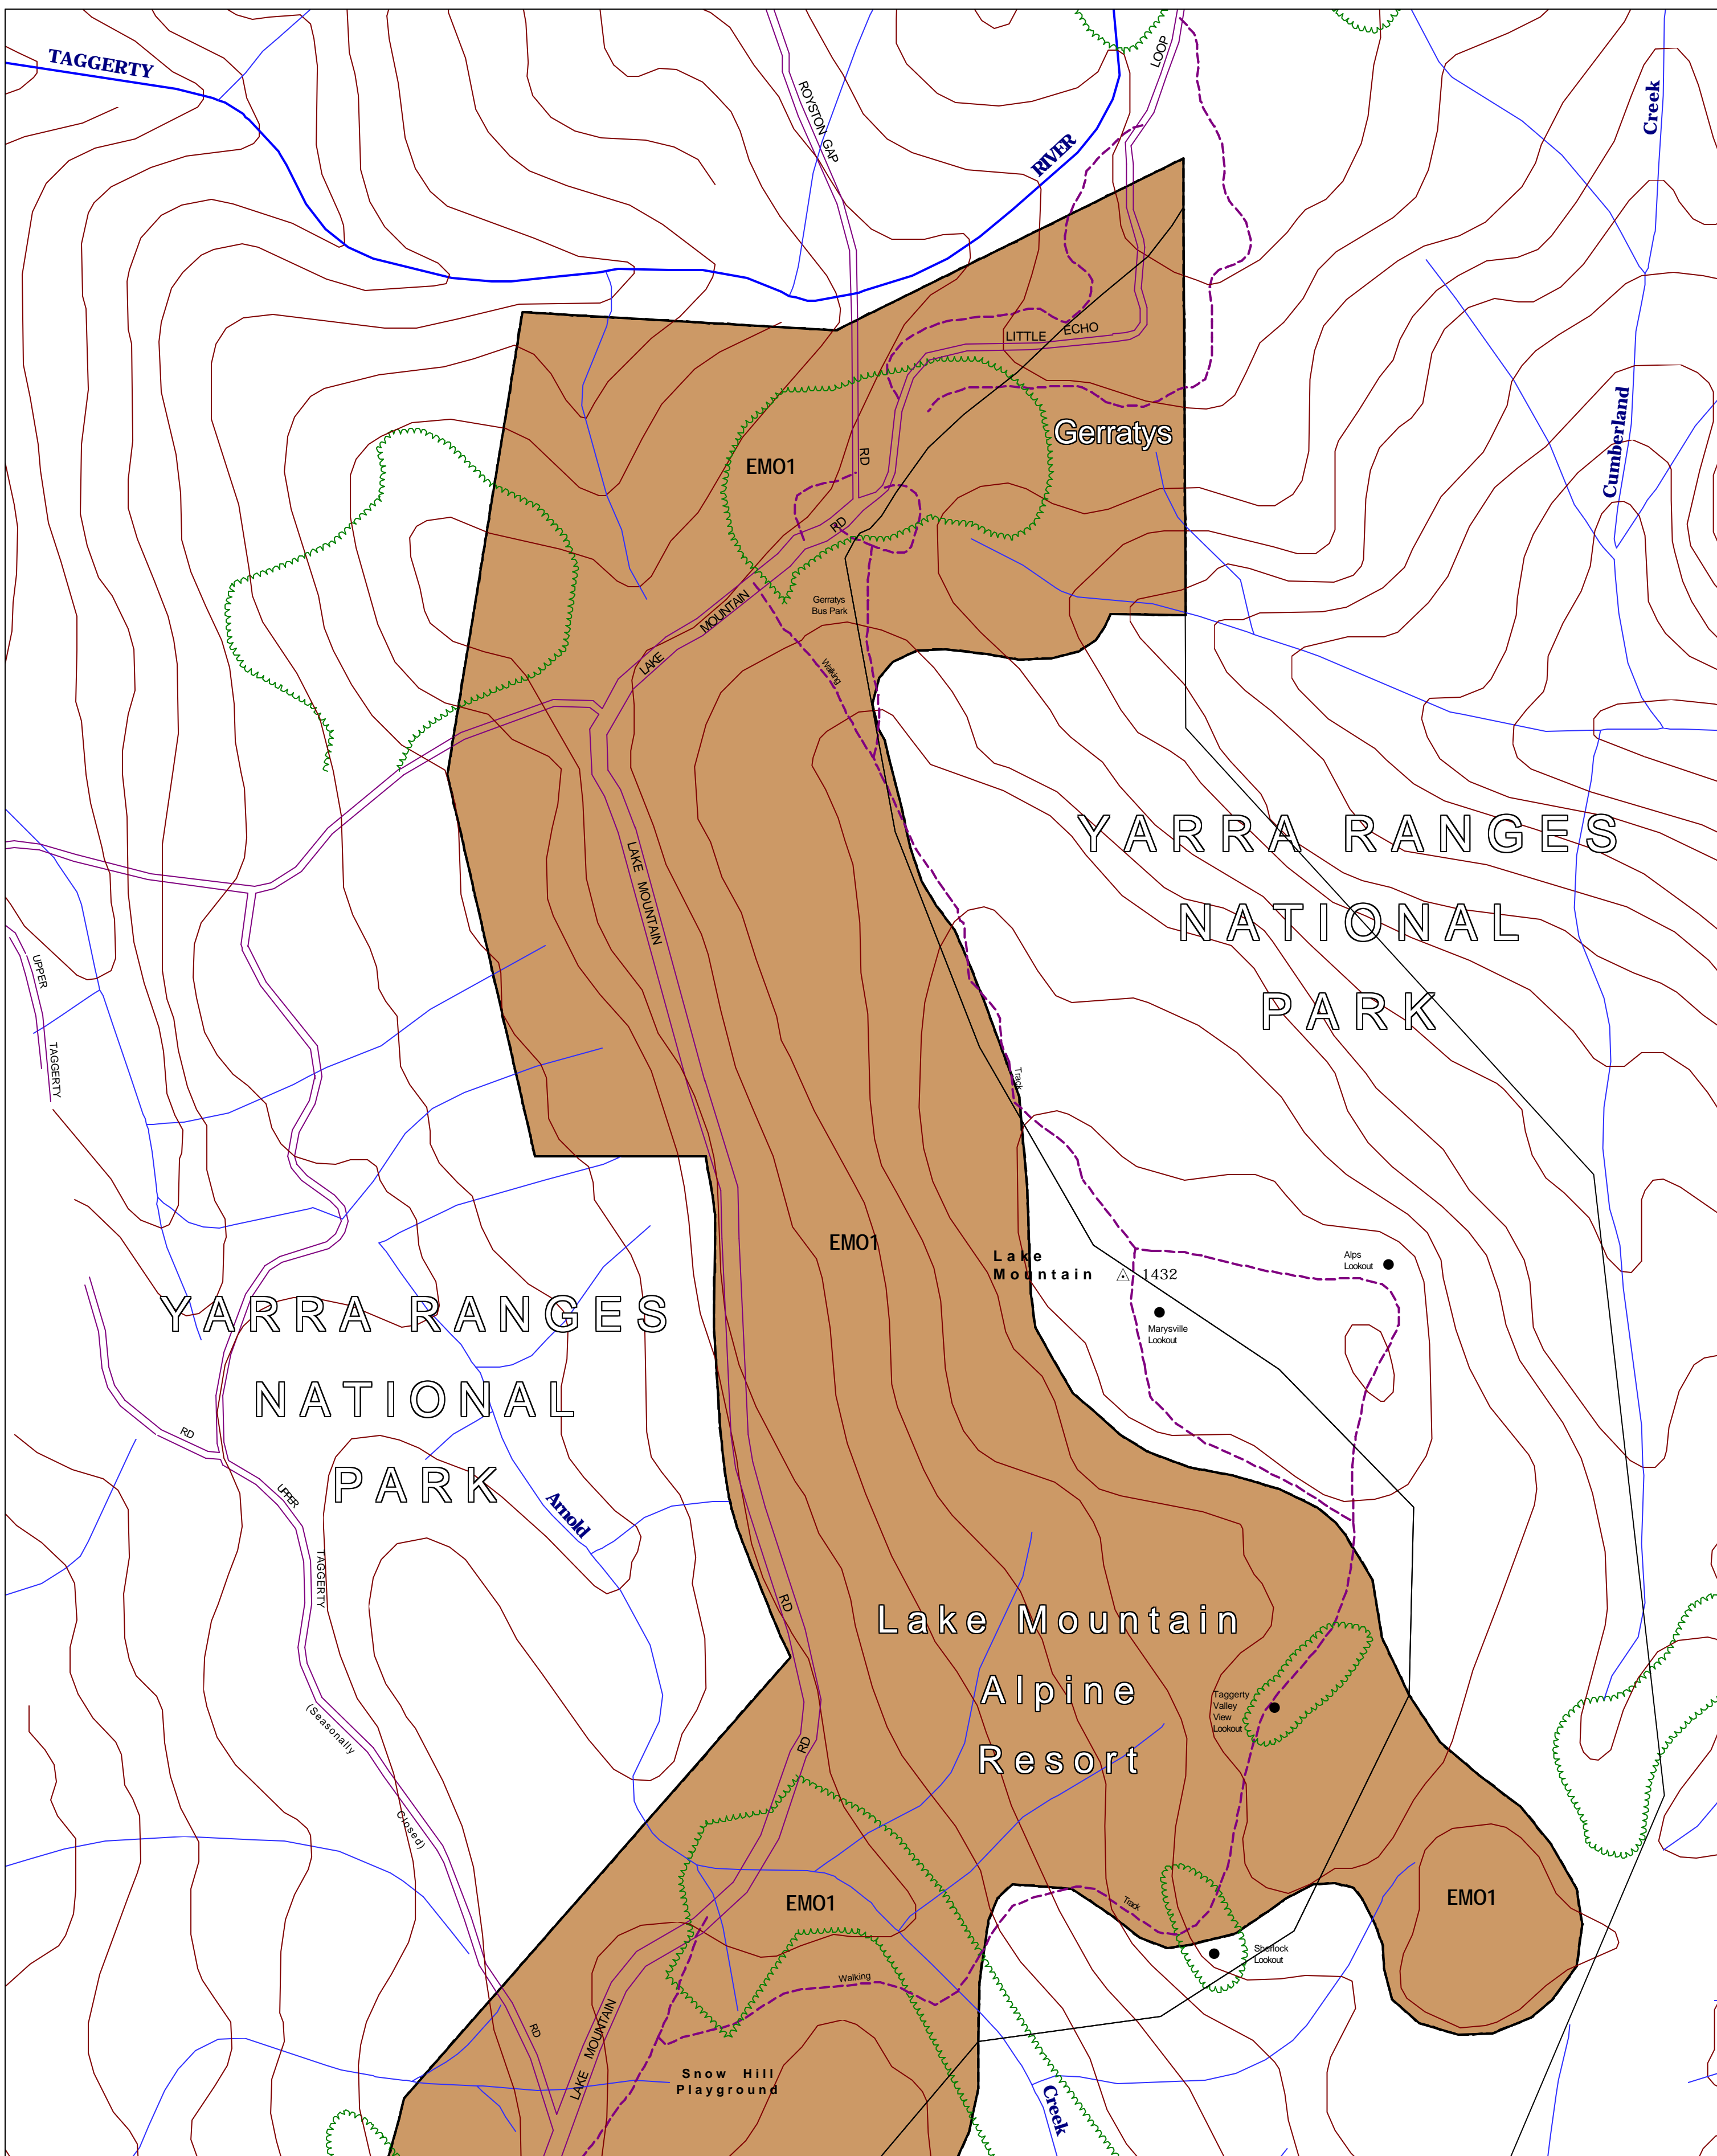 TAGGERTY
ROYSTON GAP
LOOP
RIVER
Creek
LITTLE ECHO
Cumberland
Gerratys
EMO1
RD
RD
Gerratys
Bus Park
MOUNTAIN
LAKE
Walking
YARRA RANGES
NATIONAL
PARK
LAKE MOUNTAIN
UPPER
TAGGERTY
Track
EMO1
Lake
Mountain 1432
Alps
Lookout
Marysville
Lookout
YARRA RANGES
NATIONAL
PARK
RD
UPPER
Arnold
TAGGERTY
RD
Lake Mountain
Alpine
Resort
Taggerty
Valley
View
Lookout
(Seasonally
Closed)
RD
EMO1
EMO1
Track
Sherlock
Lookout
Walking
RD
LAKE MOUNTAIN
Snow Hill
Playground
Creek